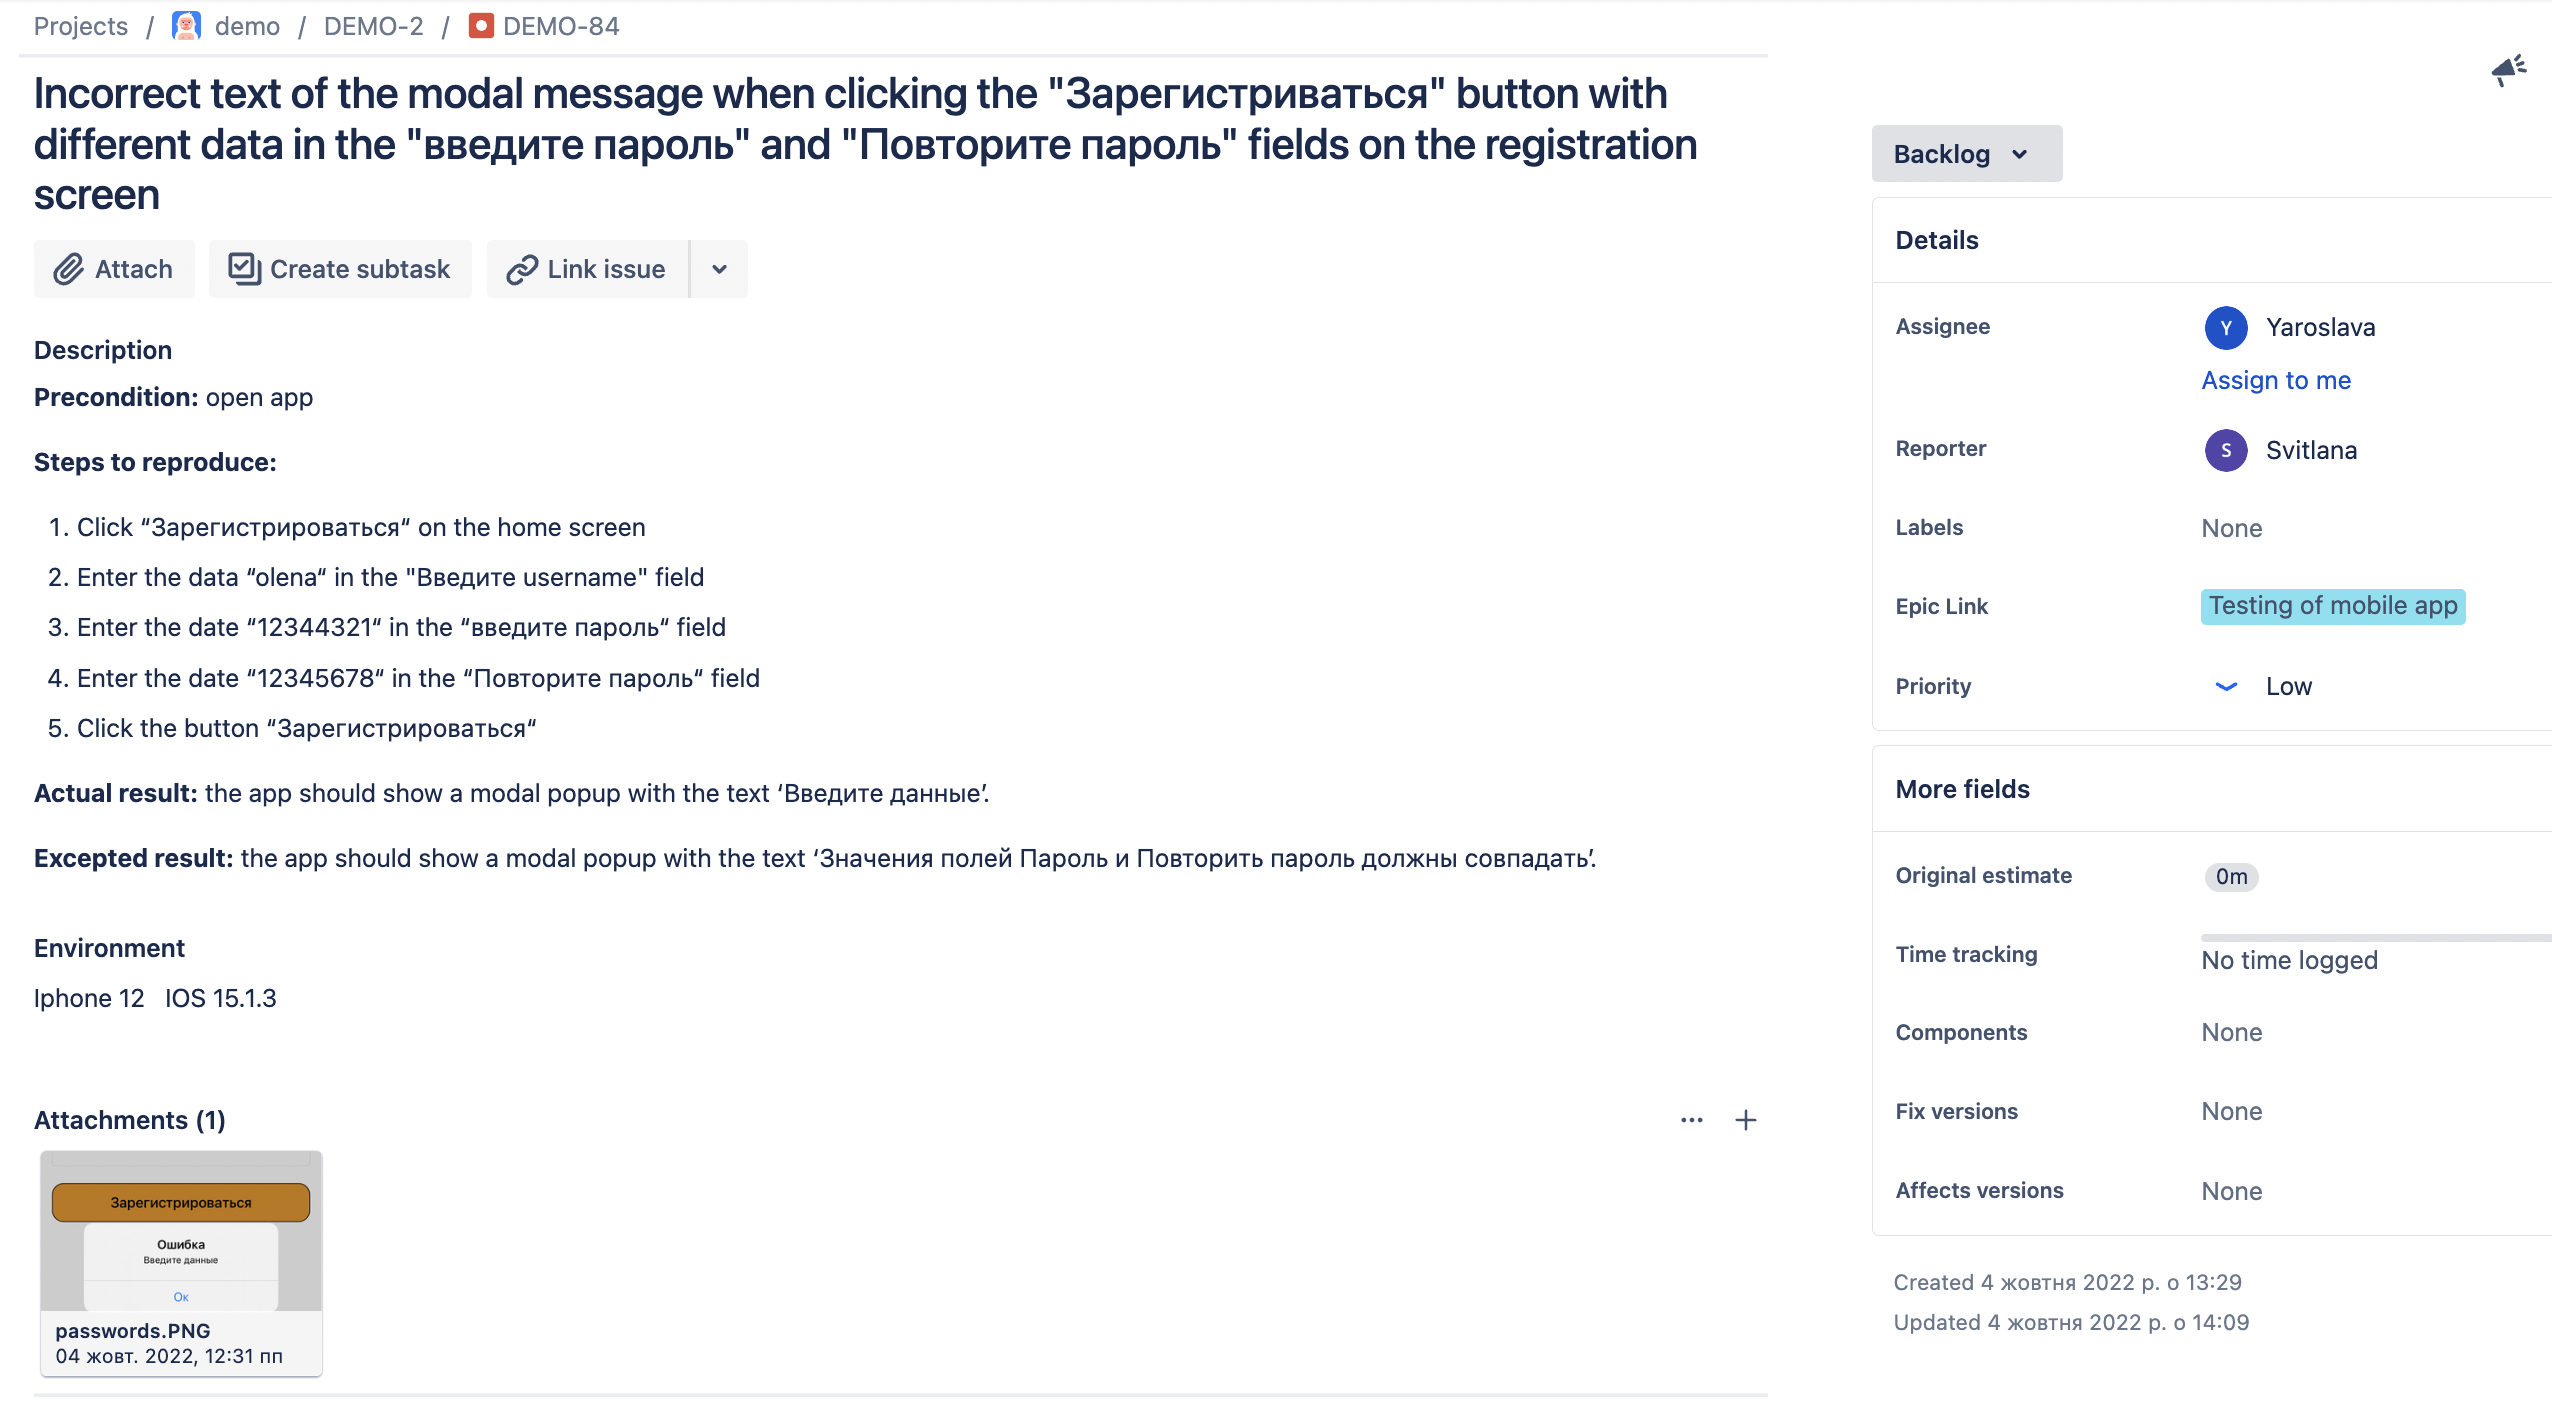 Projects / demo / DEMO-2 / DEMO-84
Incorrect text of the modal message when clicking the "Зарегистриваться" button with
different data in the "введите пароль" and "Повторите пароль" fields on the registration
screen
Attach
Create subtask
Link issue
Description
Precondition: open app
Steps to reproduce:
1. Click “Зарегистрироваться“ on the home screen
2. Enter the data “olena“ in the "Введите username" field
3. Enter the date “12344321“ in the “введите пароль“ field
4. Enter the date “12345678“ in the “Повторите пароль“ field
5. Click the button “Зарегистрироваться“
Actual result: the app should show a modal popup with the text ‘Введите данные’.
Excepted result: the app should show a modal popup with the text ‘Значения полей Пароль и Повторить пароль должны совпадать’.
Environment
Iphone 12 IOS 15.1.3
Attachments (1)
Зарегистрироваться
Ошибка
Введите данные
Ок
passwords.PNG
04 жовт. 2022, 12:31 пп
Backlog
Details
Assignee
Y Yaroslava
Assign to me
Reporter
S Svitlana
Labels
None
Epic Link
Testing of mobile app
Priority
Low
More fields
Original estimate
0m
Time tracking
No time logged
Components
None
Fix versions
None
Affects versions
None
Created 4 жовтня 2022 р. о 13:29
Updated 4 жовтня 2022 р. о 14:09